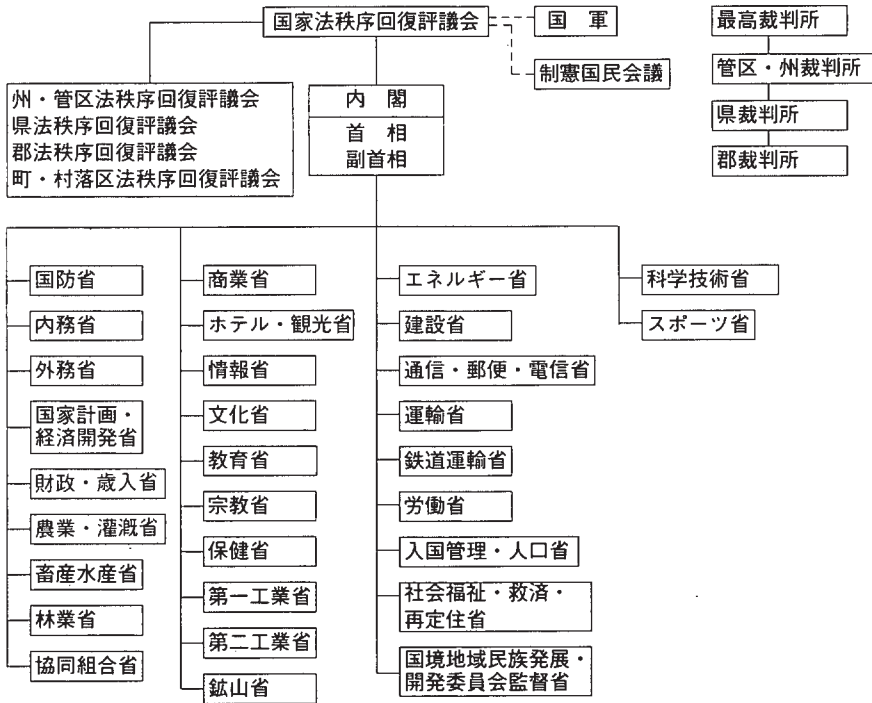 国家法秩序回復評議会
国　軍
制憲国民会議
最高裁判所
管区・州裁判所
県裁判所
郡裁判所
州・管区法秩序回復評議会
県法秩序回復評議会
郡法秩序回復評議会
町・村落区法秩序回復評議会
内　閣
首　相
副首相
国防省
内務省
外務省
国家計画・
経済開発省
財政・歳入省
農業・灌漑省
畜産水産省
林業省
協同組合省
商業省
ホテル・観光省
情報省
文化省
教育省
宗教省
保健省
第一工業省
第二工業省
鉱山省
エネルギー省
建設省
通信・郵便・電信省
運輸省
鉄道運輸省
労働省
入国管理・人口省
社会福祉・救済・
再定住省
国境地域民族発展・
開発委員会監督省
科学技術省
スポーツ省